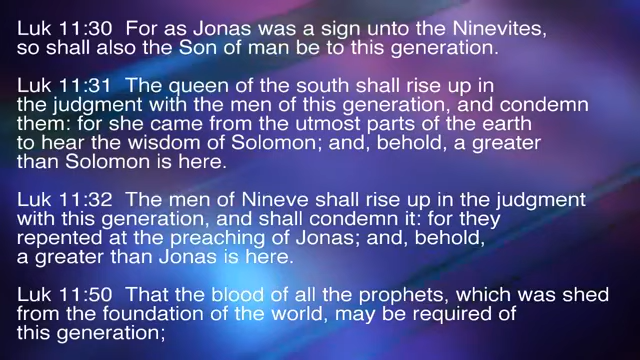 Luk 11:30  For as Jonas was a sign unto the Ninevites,
so shall also the Son of man be to this generation.
Luk 11:31  The queen of the south shall rise up in
the judgment with the men of this generation, and condemn
them: for she came from the utmost parts of the earth
to hear the wisdom of Solomon; and, behold, a greater
than Solomon is here.
Luk 11:32  The men of Nineve shall rise up in the judgment
with this generation, and shall condemn it: for they
repented at the preaching of Jonas; and, behold,
a greater than Jonas is here.
Luk 11:50  That the blood of all the prophets, which was shed
from the foundation of the world, may be required of
this generation;